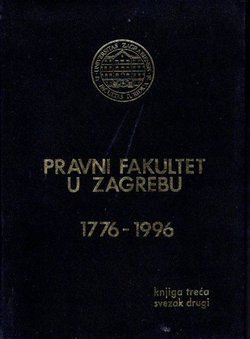 PRAVNI FAKULTET
U ZAGREBU
1776-1996
knjiga treća
svezak drugi